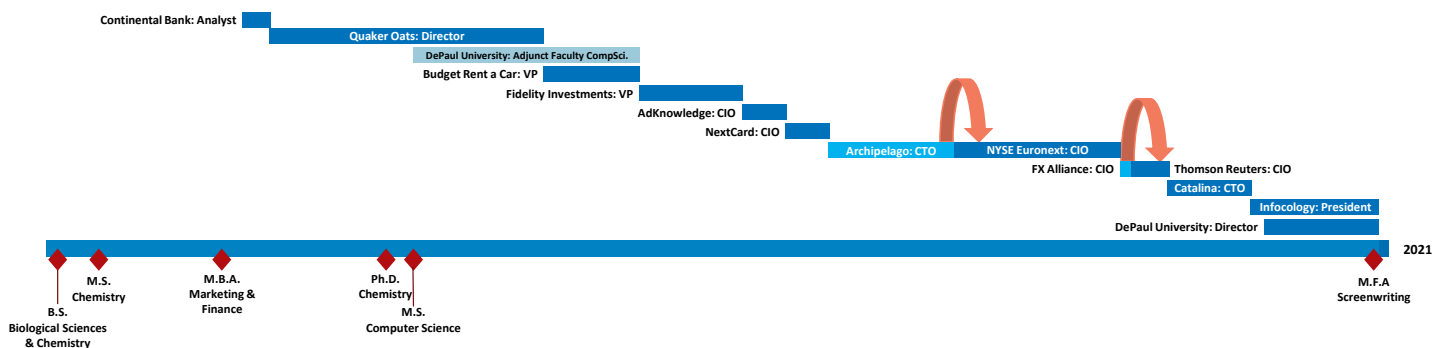 Continental Bank: Analyst
Quaker Oats: Director
DePaul University: Adjunct Faculty CompSci.
Budget Rent a Car: VP
Fidelity Investments: VP
AdKnowledge: CIO
NextCard: CIO
Archipelago: CTO
NYSE Euronext: CIO
FX Alliance: CIO
Thomson Reuters: CIO
Catalina: CTO
Infocology: President
DePaul University: Director
2021
B.S.
Biological Sciences
& Chemistry
M.S.
Chemistry
M.B.A.
Marketing &
Finance
Ph.D.
Chemistry
M.S.
Computer Science
M.F.A
Screenwriting